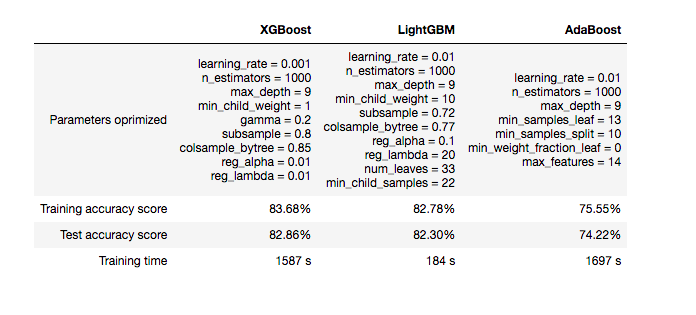 XGBoost LightGBM AdaBoost
Parameters oprimized
learning_rate = 0.001
n_estimators = 1000
max_depth = 9
min_child_weight = 1
gamma = 0.2
subsample = 0.8
colsample_bytree = 0.85
reg_alpha = 0.01
reg_lambda = 0.01
learning_rate = 0.01
n_estimators = 1000
max_depth = 9
min_child_weight = 10
subsample = 0.72
colsample_bytree = 0.77
reg_alpha = 0.1
reg_lambda = 20
num_leaves = 33
min_child_samples = 22
learning_rate = 0.01
n_estimators = 1000
max_depth = 9
min_samples_leaf = 13
min_samples_split = 10
min_weight_fraction_leaf = 0
max_features = 14
Training accuracy score 83.68% 82.78% 75.55%
Test accuracy score 82.86% 82.30% 74.22%
Training time 1587 s 184 s 1697 s